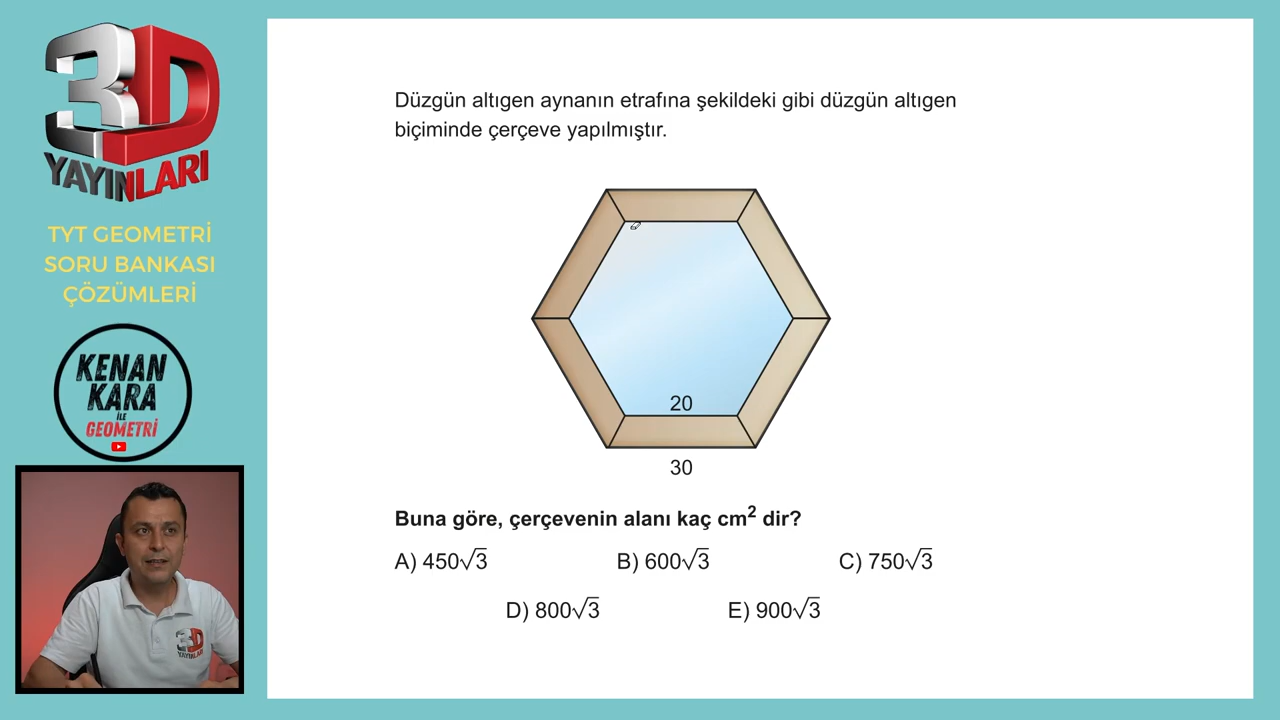 3D
YAYINLARI
TYT GEOMETRİ
SORU BANKASI
ÇÖZÜMLERİ
KENAN
KARA
İLE
GEOMETRİ
3D
YAYINLARI
Düzgün altıgen aynanın etrafına şekildeki gibi düzgün altıgen
biçiminde çerçeve yapılmıştır.
20
30
Buna göre, çerçevenin alanı kaç cm² dir?
A) 450√3 B) 600√3 C) 750√3
D) 800√3 E) 900√3